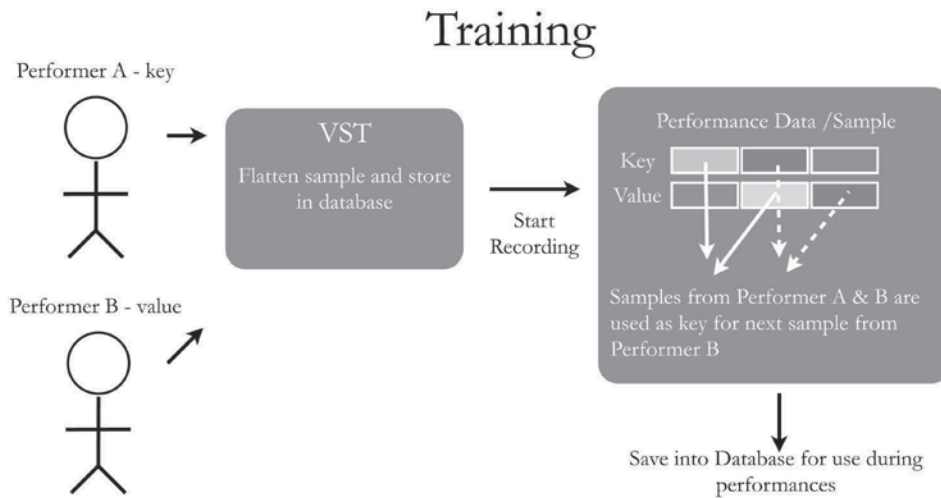 Training
Performer A - key
VST
Flatten sample and store
in database
Start
Recording
Performance Data /Sample
Key
Value
Samples from Performer A & B are
used as key for next sample from
Performer B
Performer B - value
Save into Database for use during
performances